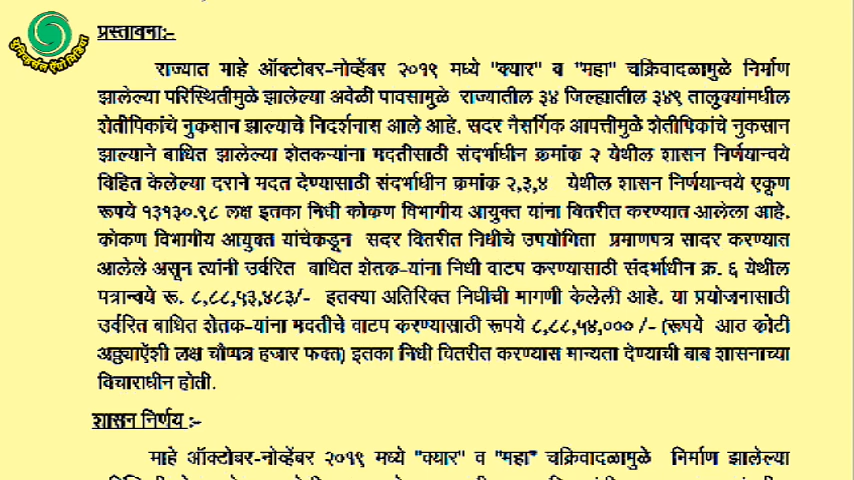 प्रस्तावना:-
राज्यात माहे ऑक्टोबर-नोव्हेंबर २०१९ मध्ये "क्यार" व "महा" चक्रिवादळामुळे निर्माण
झालेल्या परिस्थितीमुळे झालेल्या अवेळी पावसामुळे राज्यातील ३४ जिल्ह्यातील ३४९ तालुक्यांमधील
शेतीपिकांचे नुकसान झाल्याचे निदर्शनास आले आहे. सदर नैसर्गिक आपत्तीमुळे शेतीपिकांचे नुकसान
झाल्याने बाधित झालेल्या शेतकऱ्यांना मदतीसाठी संदर्भाधीन क्रमांक २ येथील शासन निर्णयान्वये
विहित केलेल्या दराने मदत देण्यासाठी संदर्भाधीन क्रमांक २,३,४ येथील शासन निर्णयान्वये एकूण
रूपये १३१३०.९८ लक्ष इतका निधी कोकण विभागीय आयुक्त यांना वितरीत करण्यात आलेला आहे.
कोकण विभागीय आयुक्त यांचेकडून सदर वितरीत निधीचे उपयोगिता प्रमाणपत्र सादर करण्यात
आलेले असून त्यांनी उर्वरित बाधित शेतक-यांना निधी वाटप करण्यासाठी संदर्भाधीन क्र. ६ येथील
पत्रान्वये रू. ८,८८,५३,४८३/- इतक्या अतिरिक्त निधीची मागणी केलेली आहे. या प्रयोजनासाठी
उर्वरित बाधित शेतक-यांना मदतीचे वाटप करण्यासाठी रूपये ८,८८,५४,००० /- (रूपये आठ कोटी
अठ्ठ्याऐंशी लक्ष चौप्पन्न हजार फक्त) इतका निधी वितरीत करण्यास मान्यता देण्याची बाब शासनाच्या
विचाराधीन होती.
शासन निर्णय :-
माहे ऑक्टोबर-नोव्हेंबर २०१९ मध्ये "क्यार" व "महा" चक्रिवादळामुळे निर्माण झालेल्या